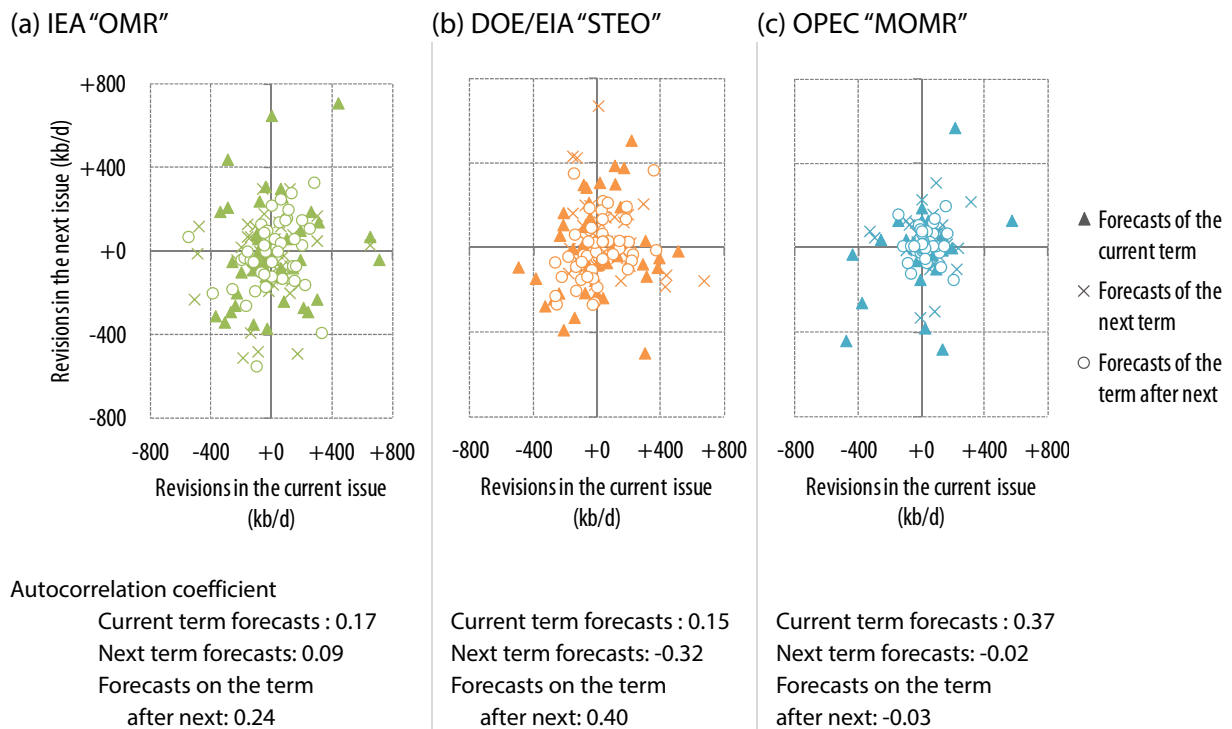 (a) IEA “OMR”
(b) DOE/EIA “STEO”
(c) OPEC “MOMR”
Revisions in the next issue (kb/d)
+800
+400
+0
-400
-800
-800
-400
+0
+400
+800
Revisions in the current issue
(kb/d)
-800
-400
+0
+400
+800
Revisions in the current issue
(kb/d)
-800
-400
+0
+400
+800
Revisions in the current issue
(kb/d)
Forecasts of the
current term
Forecasts of the
next term
Forecasts of the
term after next
Autocorrelation coefficient
Current term forecasts : 0.17
Next term forecasts: 0.09
Forecasts on the term
after next: 0.24
Current term forecasts : 0.15
Next term forecasts: -0.32
Forecasts on the term
after next: 0.40
Current term forecasts : 0.37
Next term forecasts: -0.02
Forecasts on the term
after next: -0.03